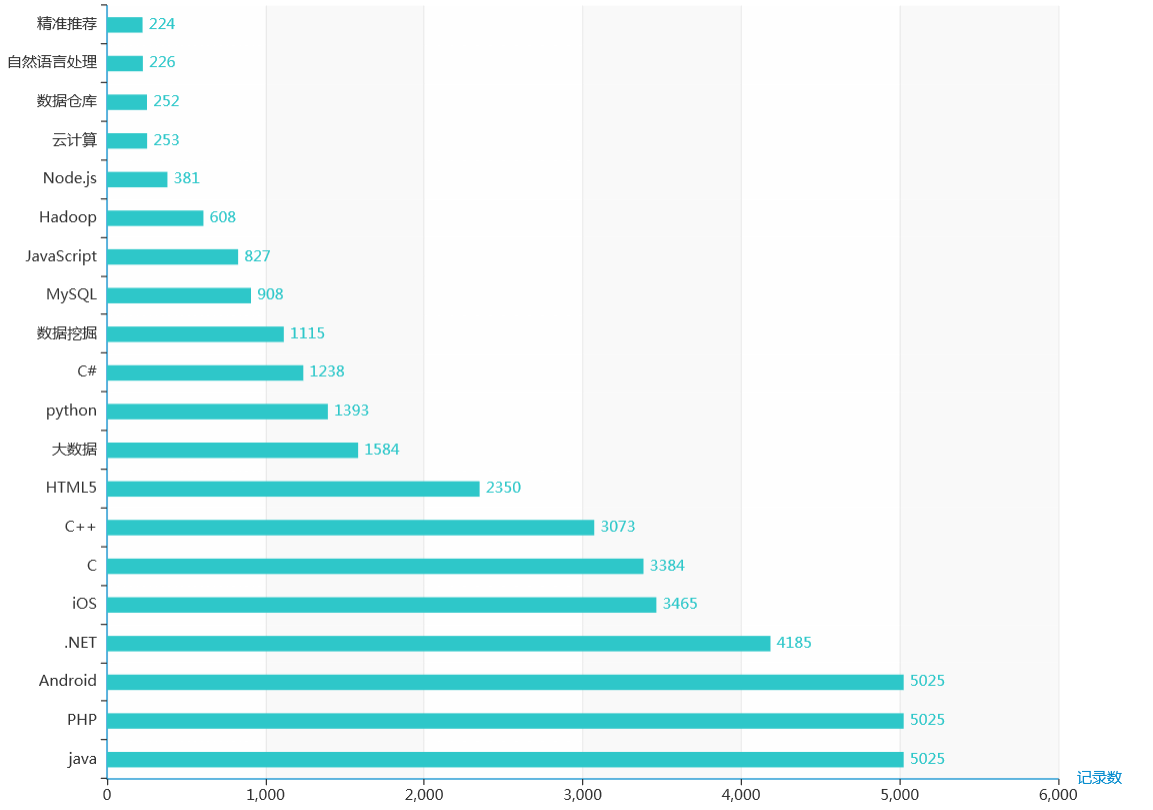 精准推荐 224
自然语言处理 226
数据仓库 252
云计算 253
Node.js 381
Hadoop 608
JavaScript 827
MySQL 908
数据挖掘 1115
C# 1238
python 1393
大数据 1584
HTML5 2350
C++ 3073
C 3384
iOS 3465
.NET 4185
Android 5025
PHP 5025
java 5025
记录数
0 1,000 2,000 3,000 4,000 5,000 6,000